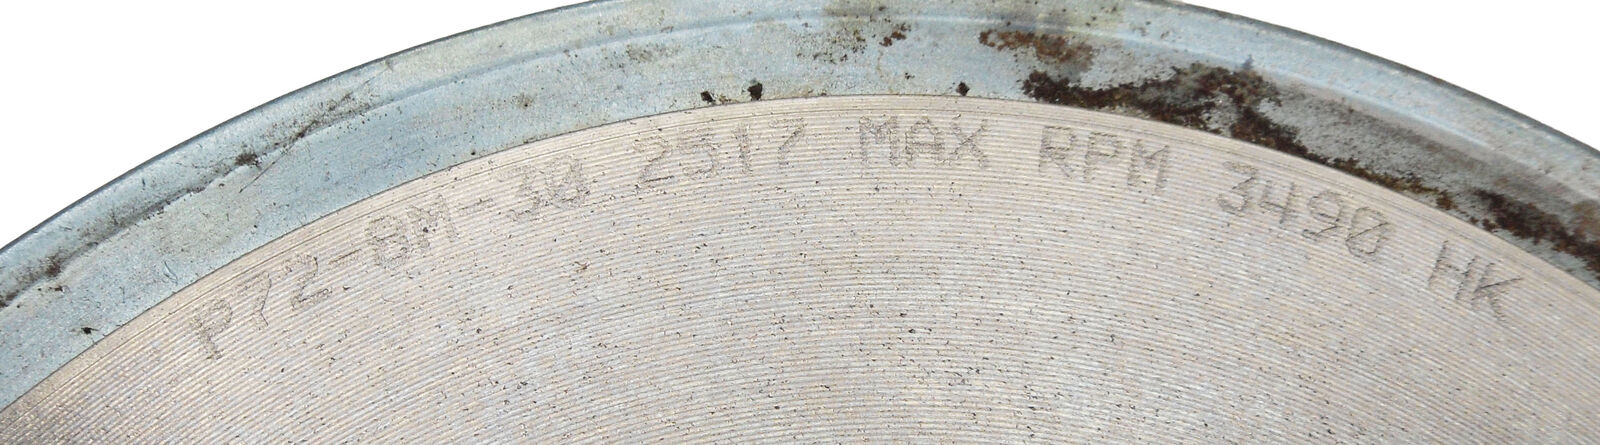 P72-8M-30 2517 MAX RPM 3490 HK